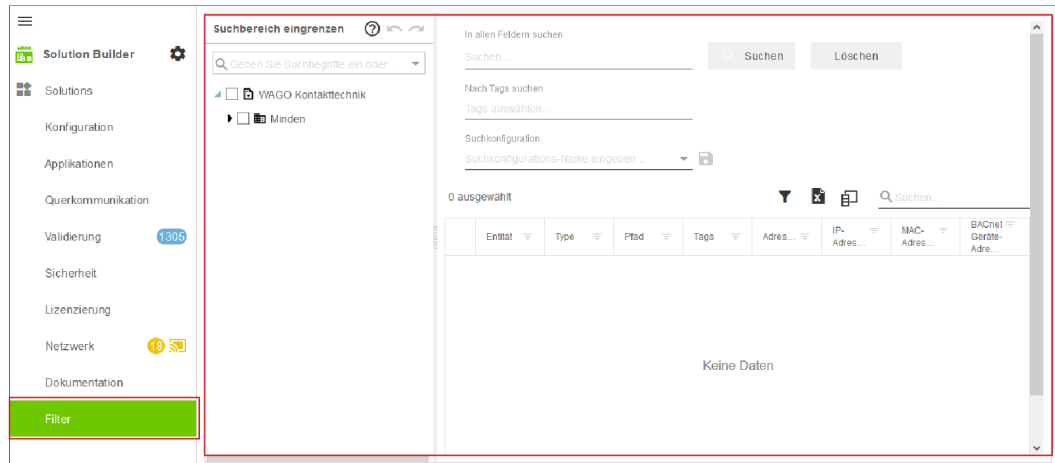 Solution Builder
Solutions
Konfiguration
Applikationen
Querkommunikation
Validierung 1305
Sicherheit
Lizenzierung
Netzwerk 18
Dokumentation
Filter
Suchbereich eingrenzen
Geben Sie Suchbegriffe ein oder ...
WAGO Kontakttechnik
Minden
In allen Feldern suchen
Suchen...
Suchen
Löschen
Nach Tags suchen
Tags auswählen...
Suchkonfiguration
Suchkonfigurations-Name eingeben...
0 ausgewählt
Suchen...
Entität
Type
Pfad
Tags
Adres...
IP-
Adres...
MAC-
Adres...
BACnet
Geräte-
Adre...
Keine Daten